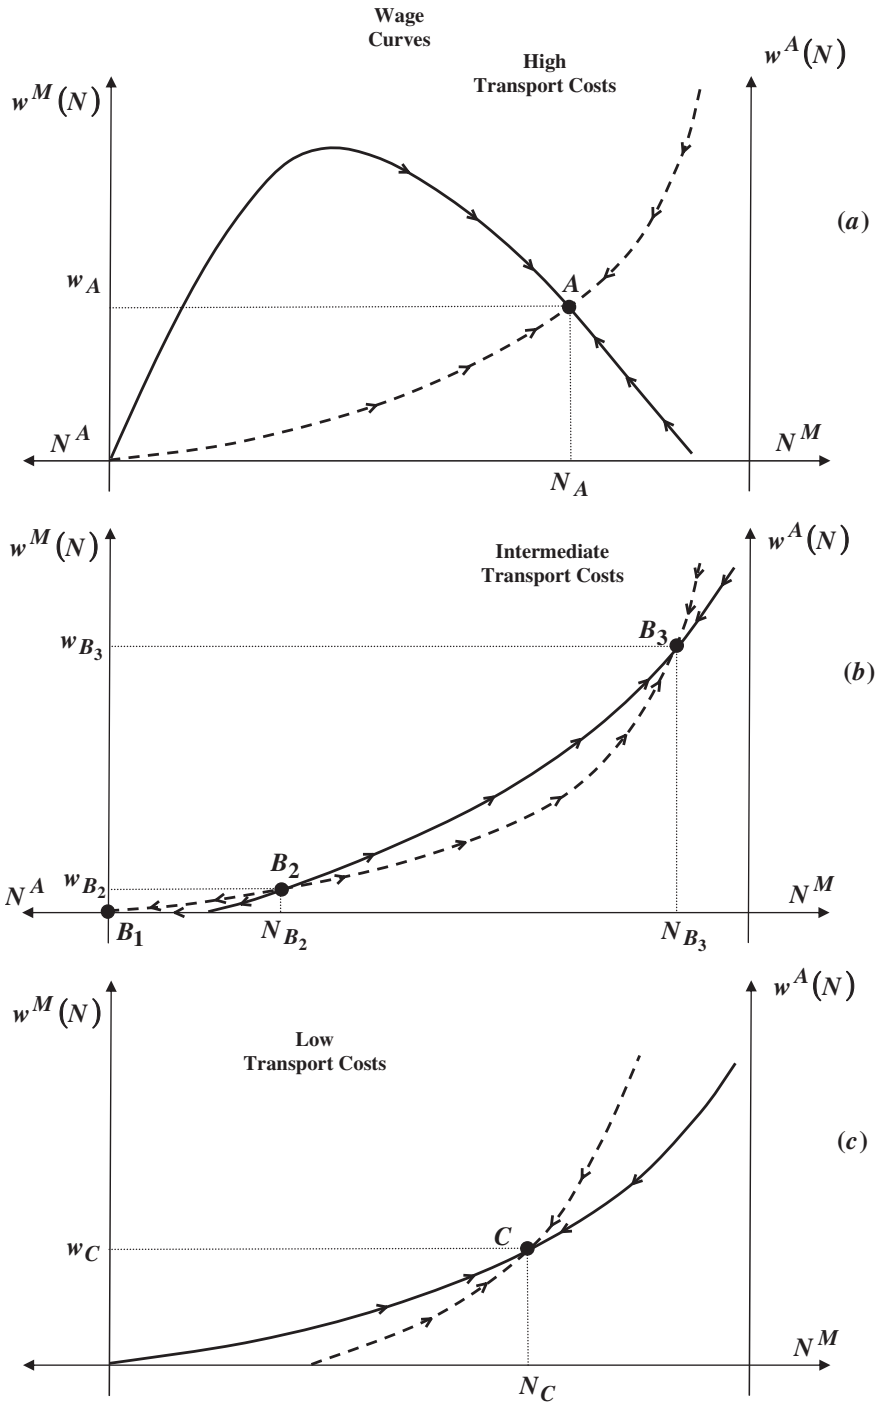 Wage
Curves
High
Transport Costs
w^A(N)
w^M(N)
(a)
w_A
A
N^A
N^M
N_A
w^M(N)
Intermediate
Transport Costs
w^A(N)
w_{B_3}
B_3
(b)
w_{B_2}
B_2
N^A
N^M
B_1
N_{B_2}
N_{B_3}
w^M(N)
w^A(N)
Low
Transport Costs
(c)
w_C
C
N^M
N_C